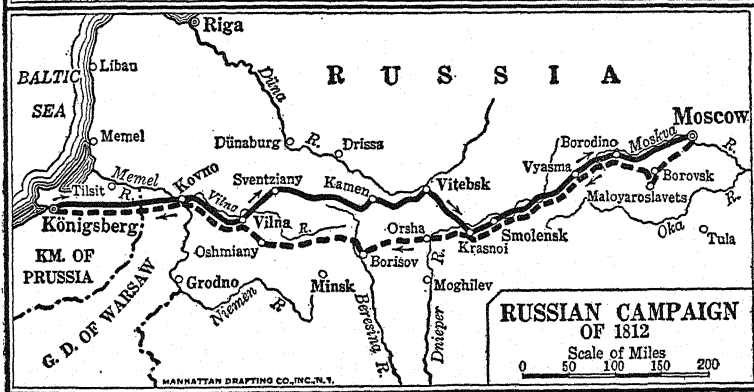 Riga
Libau
BALTIC
SEA
RUSSIA
Düna
R.
Memel
Dünaburg
Drissa
Borodino
Moskva
Moscow
R.
Memel
R.
Tilsit
Kovno
Vilna
Sventziany
Kamen
Vitebsk
Vyasma
Borovsk
Maloyaroslavets
R.
Königsberg
Vilna
R.
Orsha
Krasnoi
Smolensk
Oka
Tula
KM. OF
PRUSSIA
Oshmiany
Borisov
R.
G. D. OF WARSAW
Grodno
Niemen
R.
Minsk
Beresina, R.
Moghilev
Dnieper
RUSSIAN CAMPAIGN
OF 1812
Scale of Miles
0 50 100 150 200
MANHATTAN DRAFTING CO., INC., N.Y.